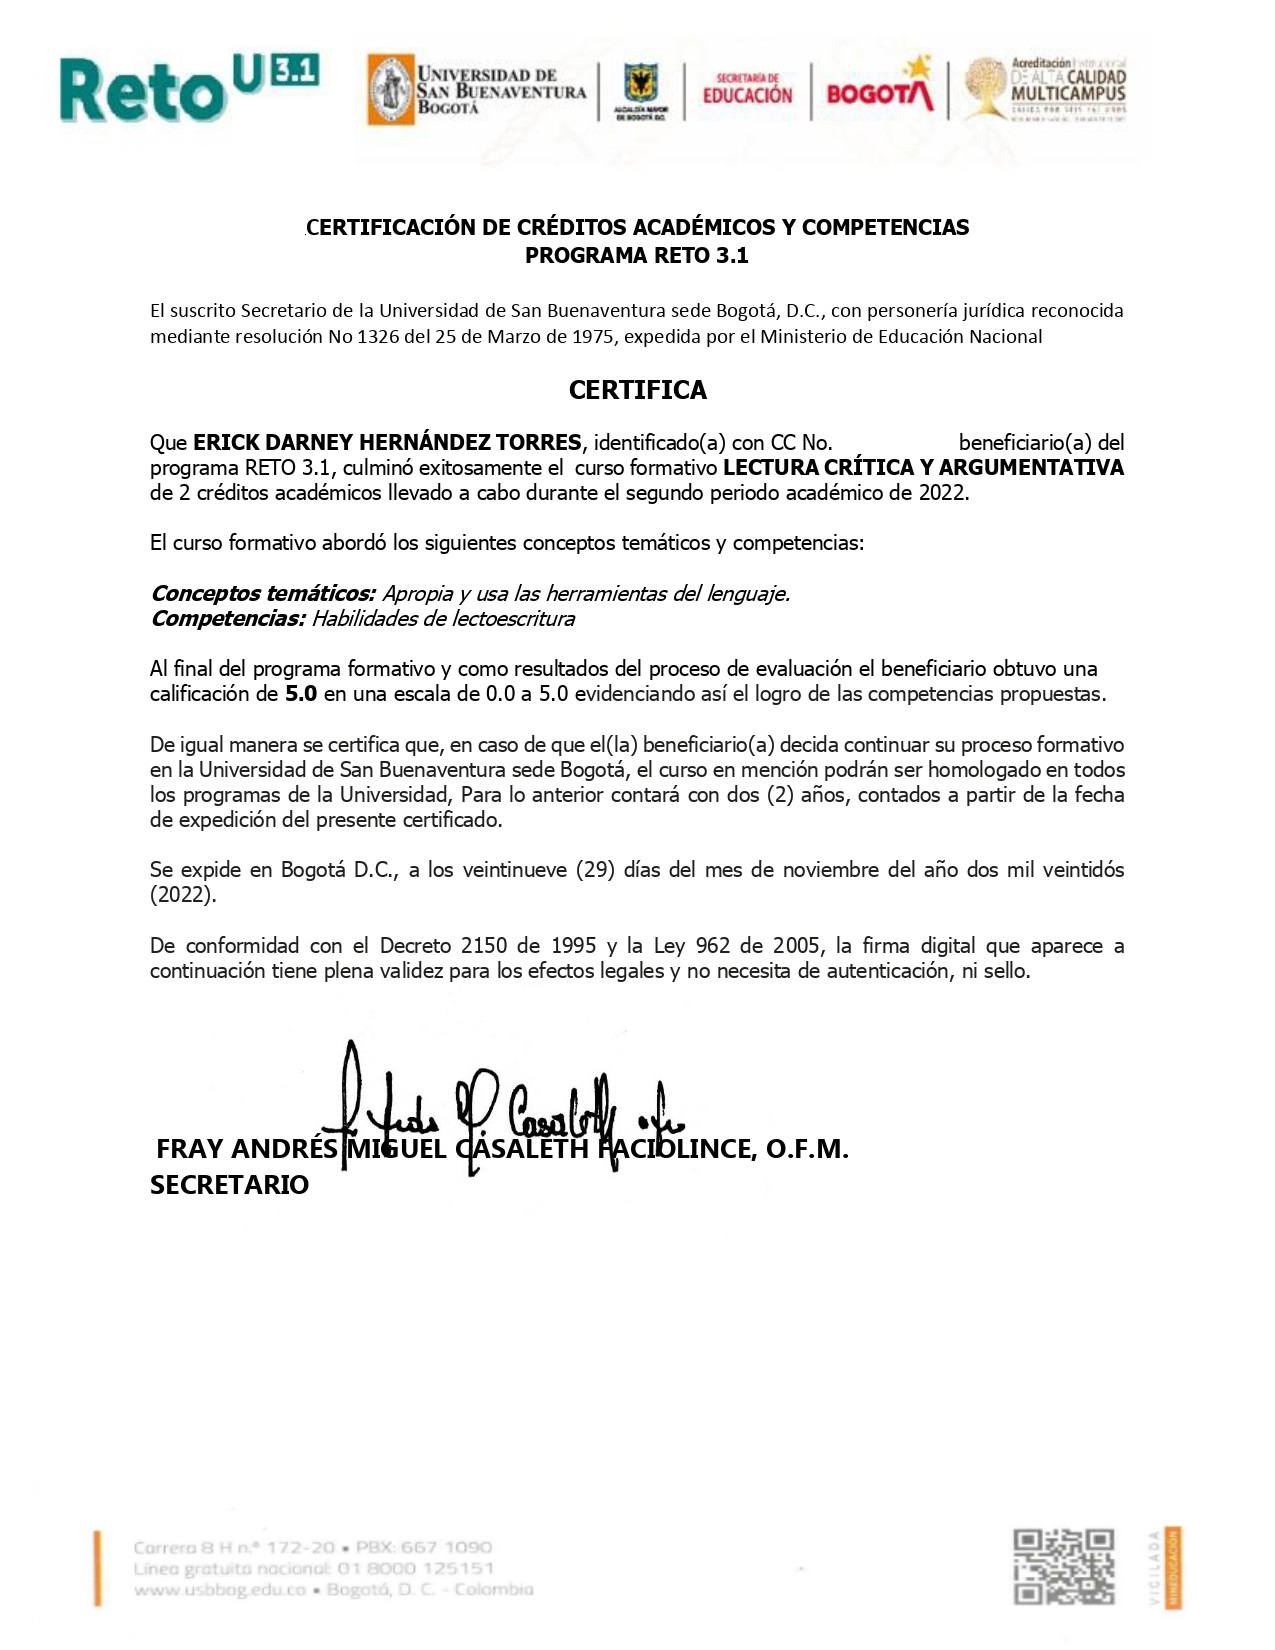 Reto U 3.1
UNIVERSIDAD DE
SAN BUENAVENTURA
BOGOTÁ
ALCALDÍA MAYOR
DE BOGOTÁ D.C.
SECRETARÍA DE
EDUCACIÓN
BOGOTÁ
Acreditación Institucional
DE ALTA CALIDAD
MULTICAMPUS
CERTIFICACIÓN DE CRÉDITOS ACADÉMICOS Y COMPETENCIAS
PROGRAMA RETO 3.1
El suscrito Secretario de la Universidad de San Buenaventura sede Bogotá, D.C., con personería jurídica reconocida
mediante resolución No 1326 del 25 de Marzo de 1975, expedida por el Ministerio de Educación Nacional
CERTIFICA
Que ERICK DARNEY HERNÁNDEZ TORRES, identificado(a) con CC No. beneficiario(a) del
programa RETO 3.1, culminó exitosamente el curso formativo LECTURA CRÍTICA Y ARGUMENTATIVA
de 2 créditos académicos llevado a cabo durante el segundo periodo académico de 2022.
El curso formativo abordó los siguientes conceptos temáticos y competencias:
Conceptos temáticos: Apropia y usa las herramientas del lenguaje.
Competencias: Habilidades de lectoescritura
Al final del programa formativo y como resultados del proceso de evaluación el beneficiario obtuvo una
calificación de 5.0 en una escala de 0.0 a 5.0 evidenciando así el logro de las competencias propuestas.
De igual manera se certifica que, en caso de que el(la) beneficiario(a) decida continuar su proceso formativo
en la Universidad de San Buenaventura sede Bogotá, el curso en mención podrán ser homologado en todos
los programas de la Universidad, Para lo anterior contará con dos (2) años, contados a partir de la fecha
de expedición del presente certificado.
Se expide en Bogotá D.C., a los veintinueve (29) días del mes de noviembre del año dos mil veintidós
(2022).
De conformidad con el Decreto 2150 de 1995 y la Ley 962 de 2005, la firma digital que aparece a
continuación tiene plena validez para los efectos legales y no necesita de autenticación, ni sello.
FRAY ANDRÉS MIGUEL CASALETH FACIOLINCE, O.F.M.
SECRETARIO
Carrera 8 H n.º 172-20 • PBX: 667 1090
Línea gratuita nacional: 01 8000 125151
www.usbbog.edu.co • Bogotá, D. C. - Colombia
VIGILADA
MINEDUCACIÓN